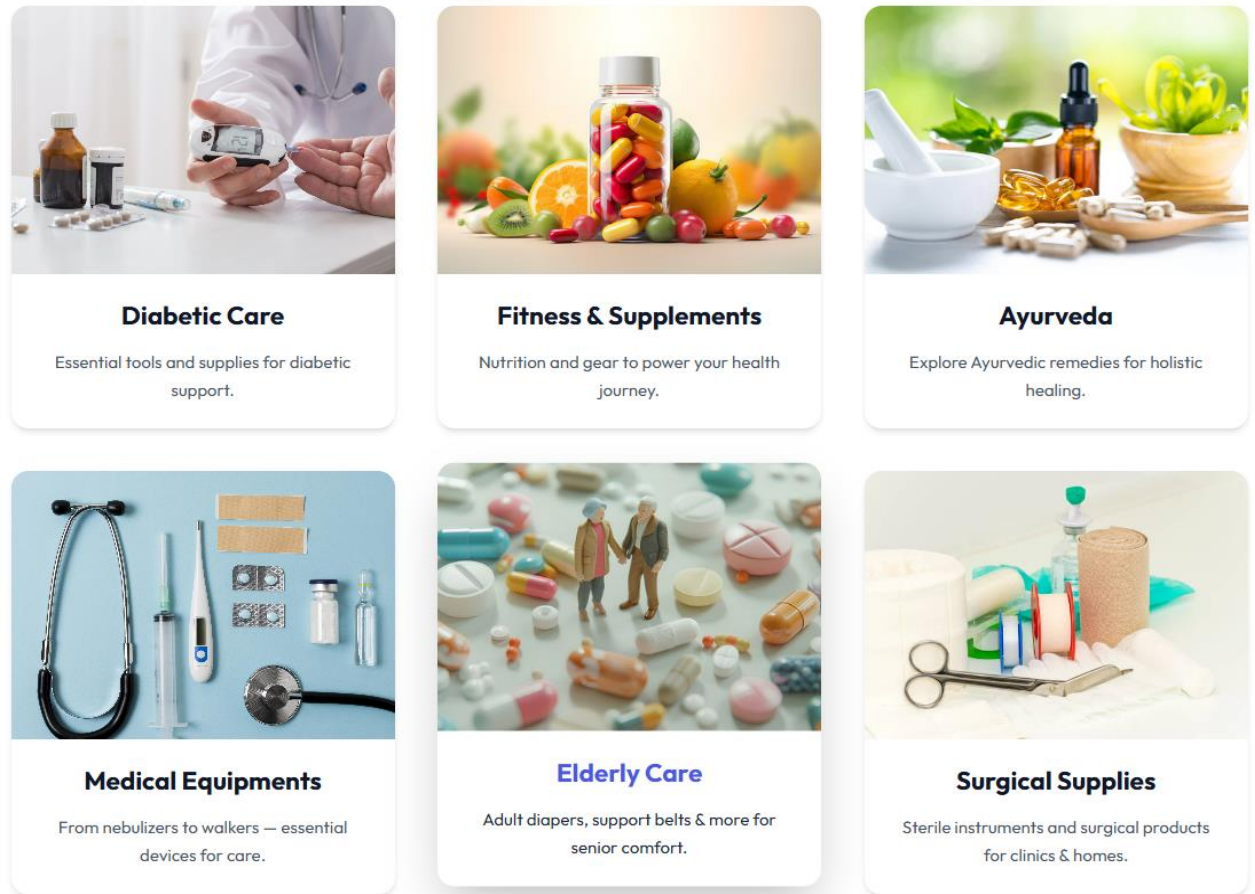 Diabetic Care
Essential tools and supplies for diabetic
support.
Fitness & Supplements
Nutrition and gear to power your health
journey.
Ayurveda
Explore Ayurvedic remedies for holistic
healing.
Medical Equipments
From nebulizers to walkers — essential
devices for care.
Elderly Care
Adult diapers, support belts & more for
senior comfort.
Surgical Supplies
Sterile instruments and surgical products
for clinics & homes.